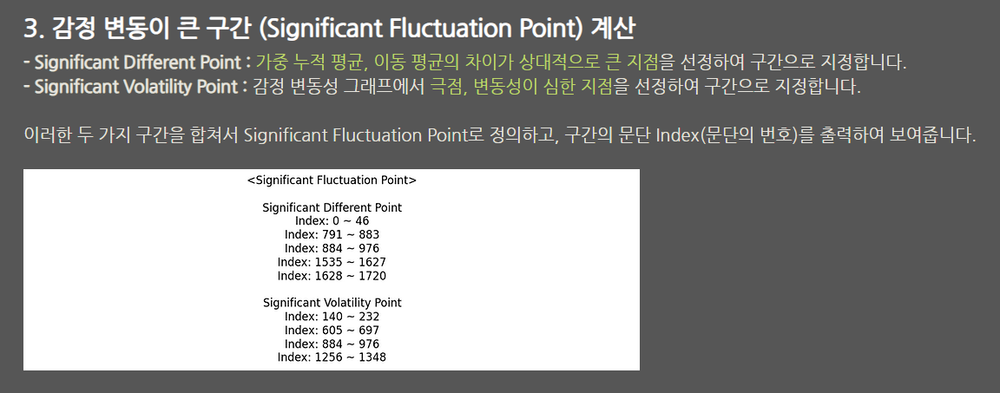 3. 감정 변동이 큰 구간 (Significant Fluctuation Point) 계산
- Significant Different Point : 가중 누적 평균, 이동 평균의 차이가 상대적으로 큰 지점을 선정하여 구간으로 지정합니다.
- Significant Volatility Point : 감정 변동성 그래프에서 극점, 변동성이 심한 지점을 선정하여 구간으로 지정합니다.
이러한 두 가지 구간을 합쳐서 Significant Fluctuation Point로 정의하고, 구간의 문단 Index(문단의 번호)를 출력하여 보여줍니다.
<Significant Fluctuation Point>
Significant Different Point
Index: 0 ~ 46
Index: 791 ~ 883
Index: 884 ~ 976
Index: 1535 ~ 1627
Index: 1628 ~ 1720
Significant Volatility Point
Index: 140 ~ 232
Index: 605 ~ 697
Index: 884 ~ 976
Index: 1256 ~ 1348